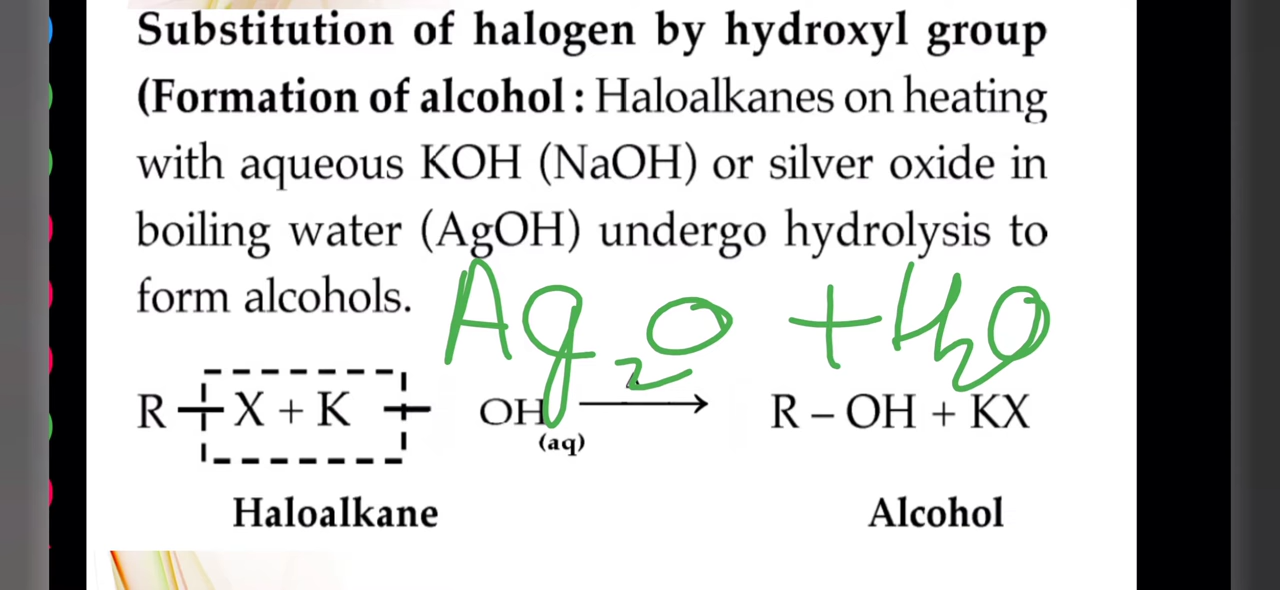 Substitution of halogen by hydroxyl group
(Formation of alcohol : Haloalkanes on heating
with aqueous KOH (NaOH) or silver oxide in
boiling water (AgOH) undergo hydrolysis to
form alcohols.
Ag2O + H2O
R + X + K + OH (aq) ⟶ R – OH + KX
Haloalkane Alcohol